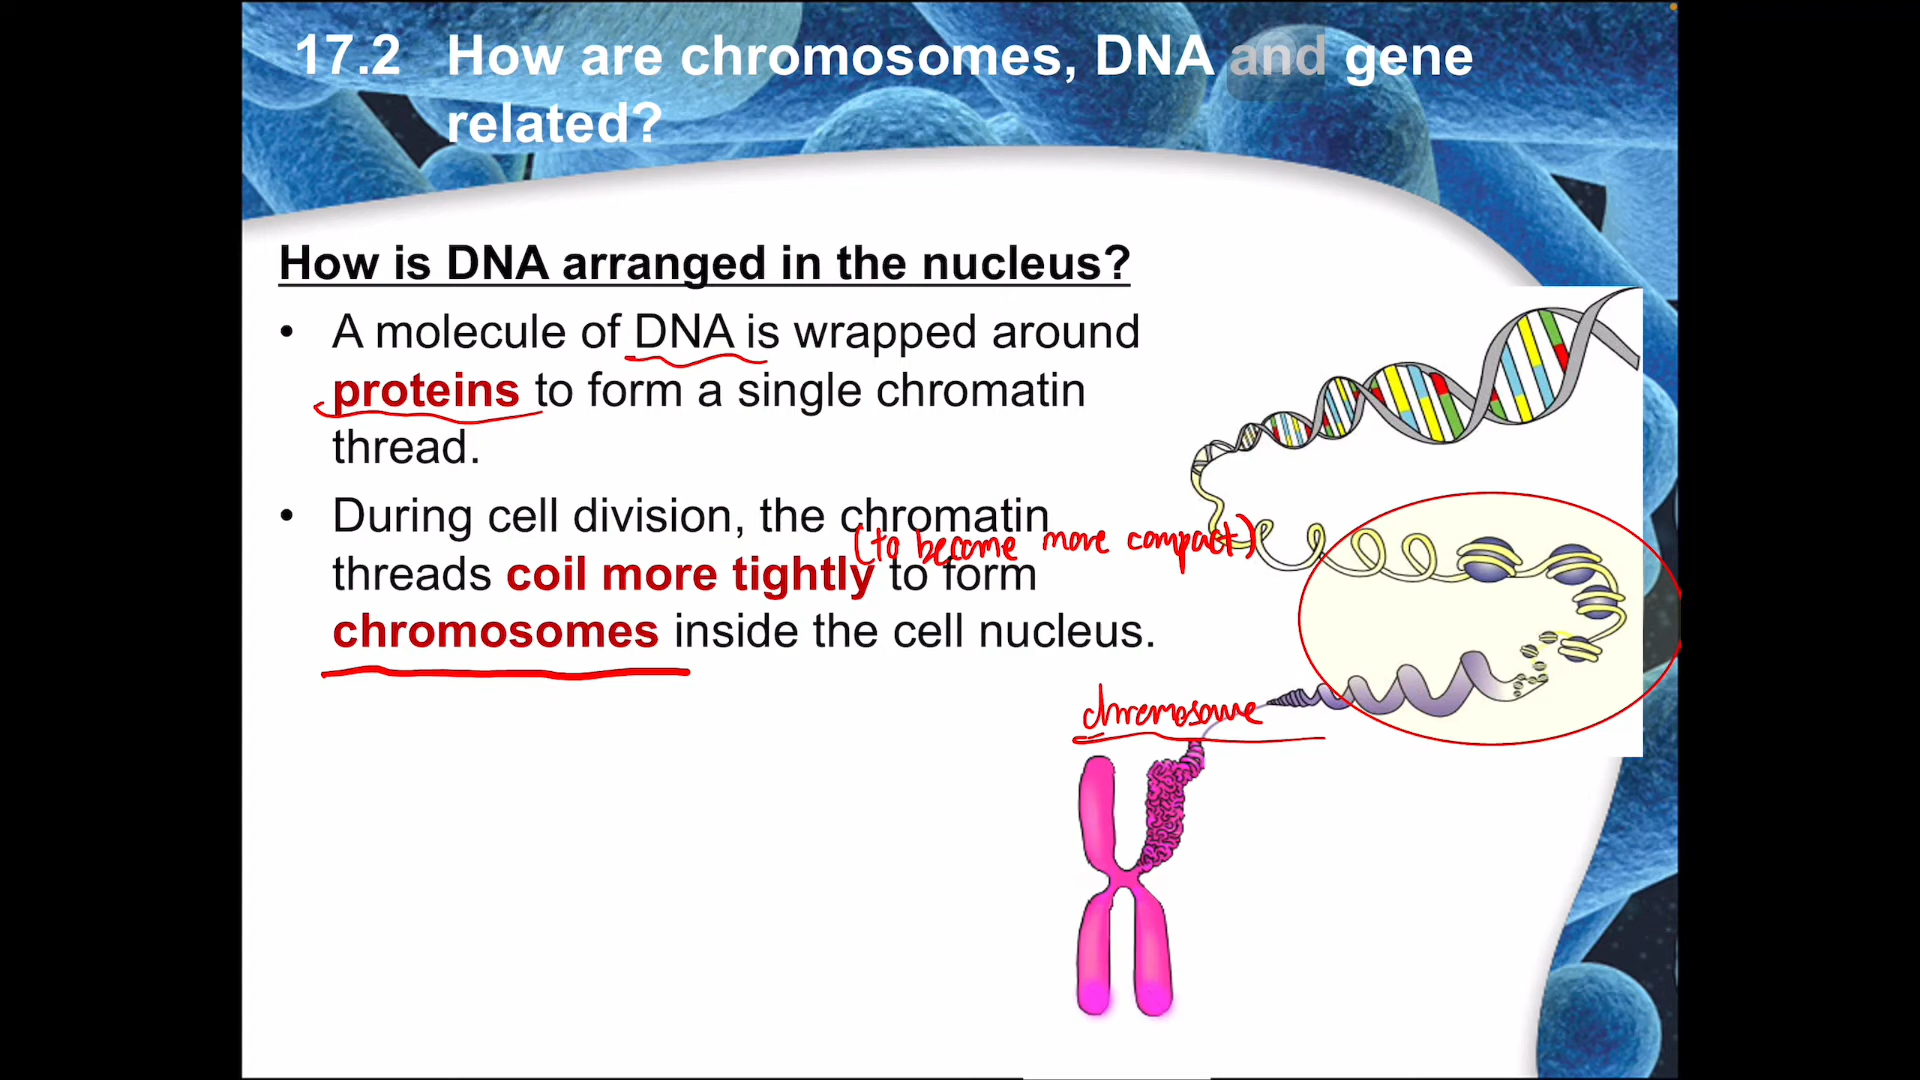 17.2 How are chromosomes, DNA and gene
related?
How is DNA arranged in the nucleus?
• A molecule of DNA is wrapped around
proteins to form a single chromatin
thread.
• During cell division, the chromatin
(to become more compact)
threads coil more tightly to form
chromosomes inside the cell nucleus.
chromosome